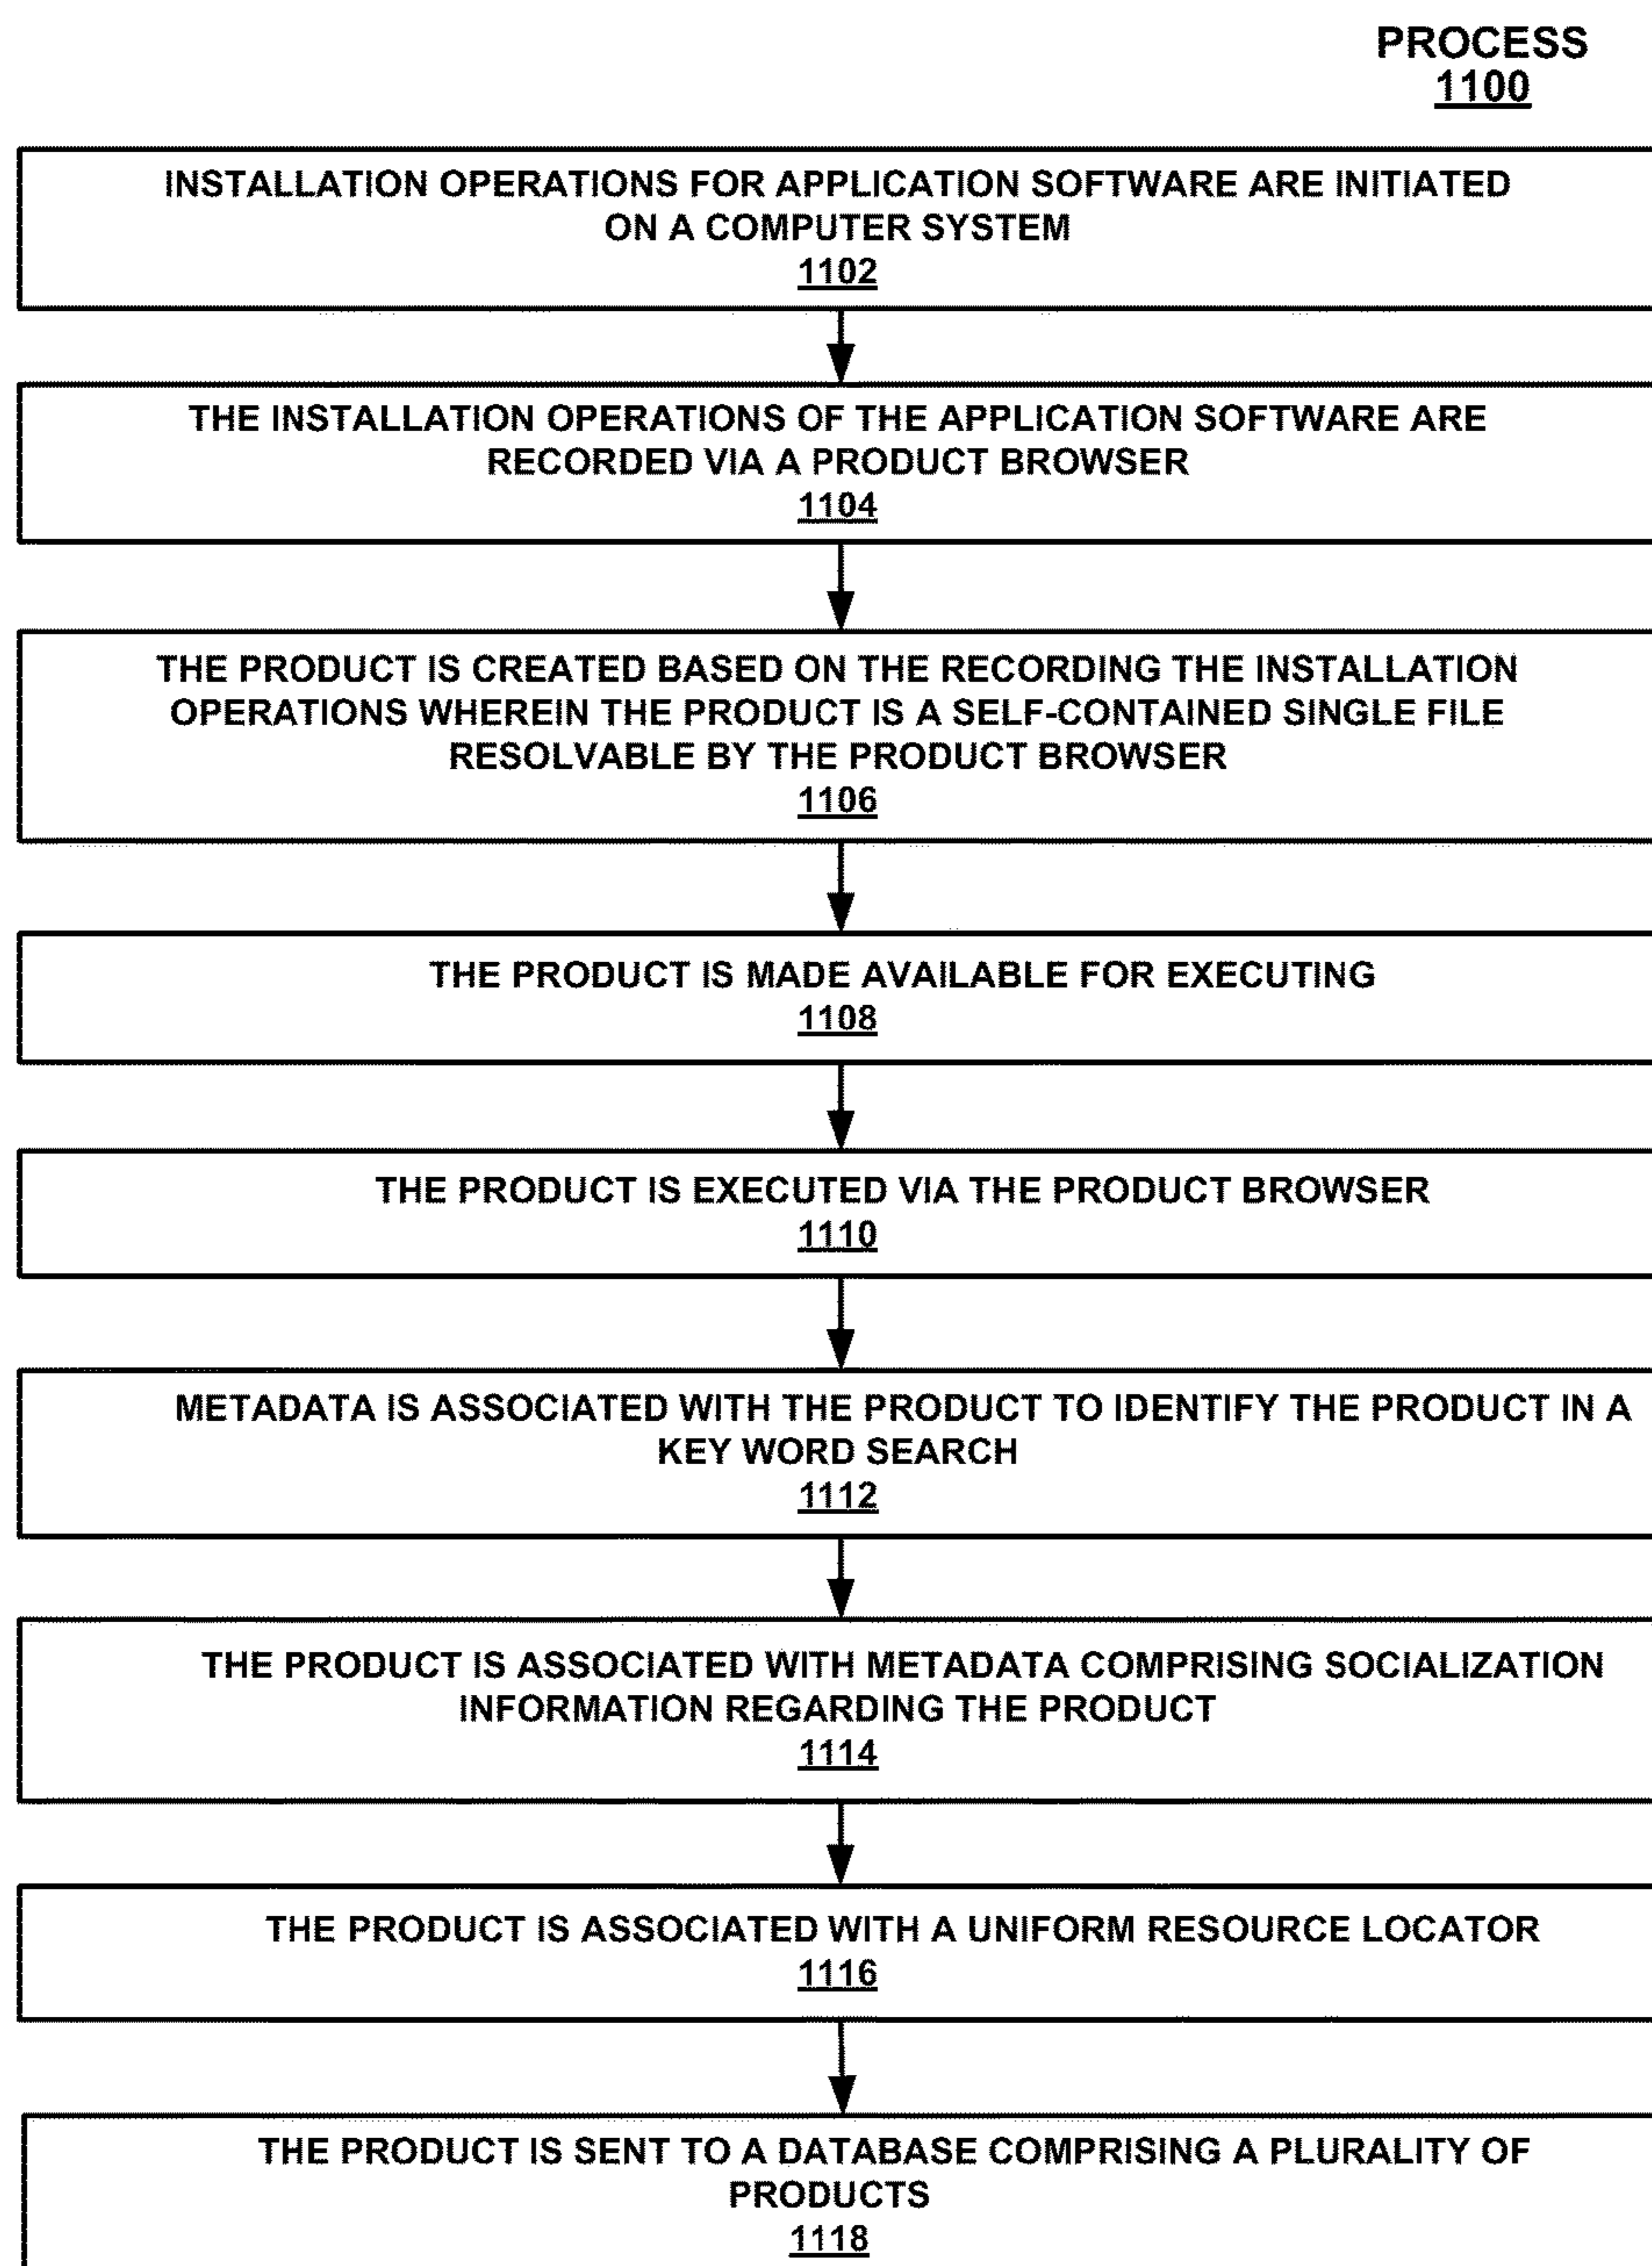 PROCESS
1100
INSTALLATION OPERATIONS FOR APPLICATION SOFTWARE ARE INITIATED
ON A COMPUTER SYSTEM
1102
THE INSTALLATION OPERATIONS OF THE APPLICATION SOFTWARE ARE
RECORDED VIA A PRODUCT BROWSER
1104
THE PRODUCT IS CREATED BASED ON THE RECORDING THE INSTALLATION
OPERATIONS WHEREIN THE PRODUCT IS A SELF-CONTAINED SINGLE FILE
RESOLVABLE BY THE PRODUCT BROWSER
1106
THE PRODUCT IS MADE AVAILABLE FOR EXECUTING
1108
THE PRODUCT IS EXECUTED VIA THE PRODUCT BROWSER
1110
METADATA IS ASSOCIATED WITH THE PRODUCT TO IDENTIFY THE PRODUCT IN A
KEY WORD SEARCH
1112
THE PRODUCT IS ASSOCIATED WITH METADATA COMPRISING SOCIALIZATION
INFORMATION REGARDING THE PRODUCT
1114
THE PRODUCT IS ASSOCIATED WITH A UNIFORM RESOURCE LOCATOR
1116
THE PRODUCT IS SENT TO A DATABASE COMPRISING A PLURALITY OF
PRODUCTS
1118